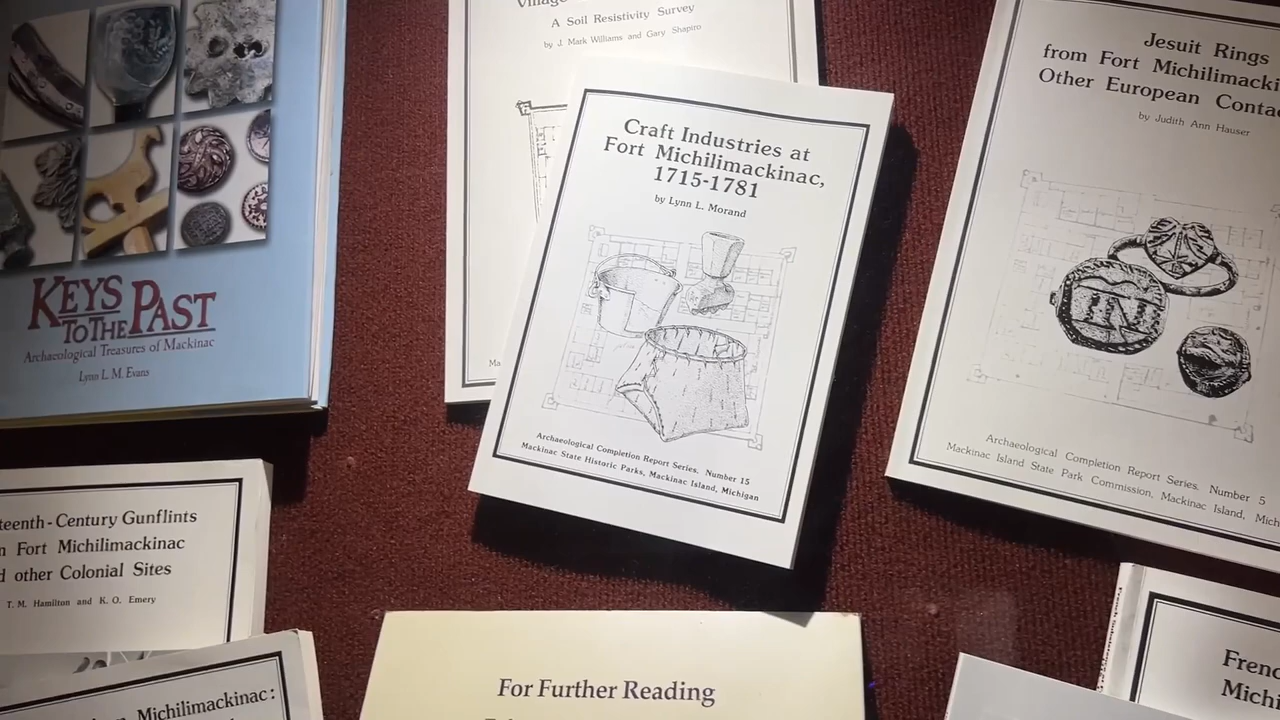 KEYS
TO THE PAST
Archaeological Treasures of Mackinac
Lynn L. M. Evans
A Soil Resistivity Survey
by J. Mark Williams and Gary Shapiro
Craft Industries at
Fort Michilimackinac,
1715-1781
by Lynn L. Morand
Archaeological Completion Report Series, Number 15
Mackinac State Historic Parks, Mackinac Island, Michigan
Jesuit Rings
from Fort Michilimacki
Other European Conta
by Judith Ann Hauser
Archaeological Completion Report Series, Number 5
Mackinac Island State Park Commission, Mackinac Island, Mich
teenth-Century Gunflints
Fort Michilimackinac
other Colonial Sites
T. M. Hamilton and K. O. Emery
Michilimackinac:
For Further Reading
Frenc
Michi